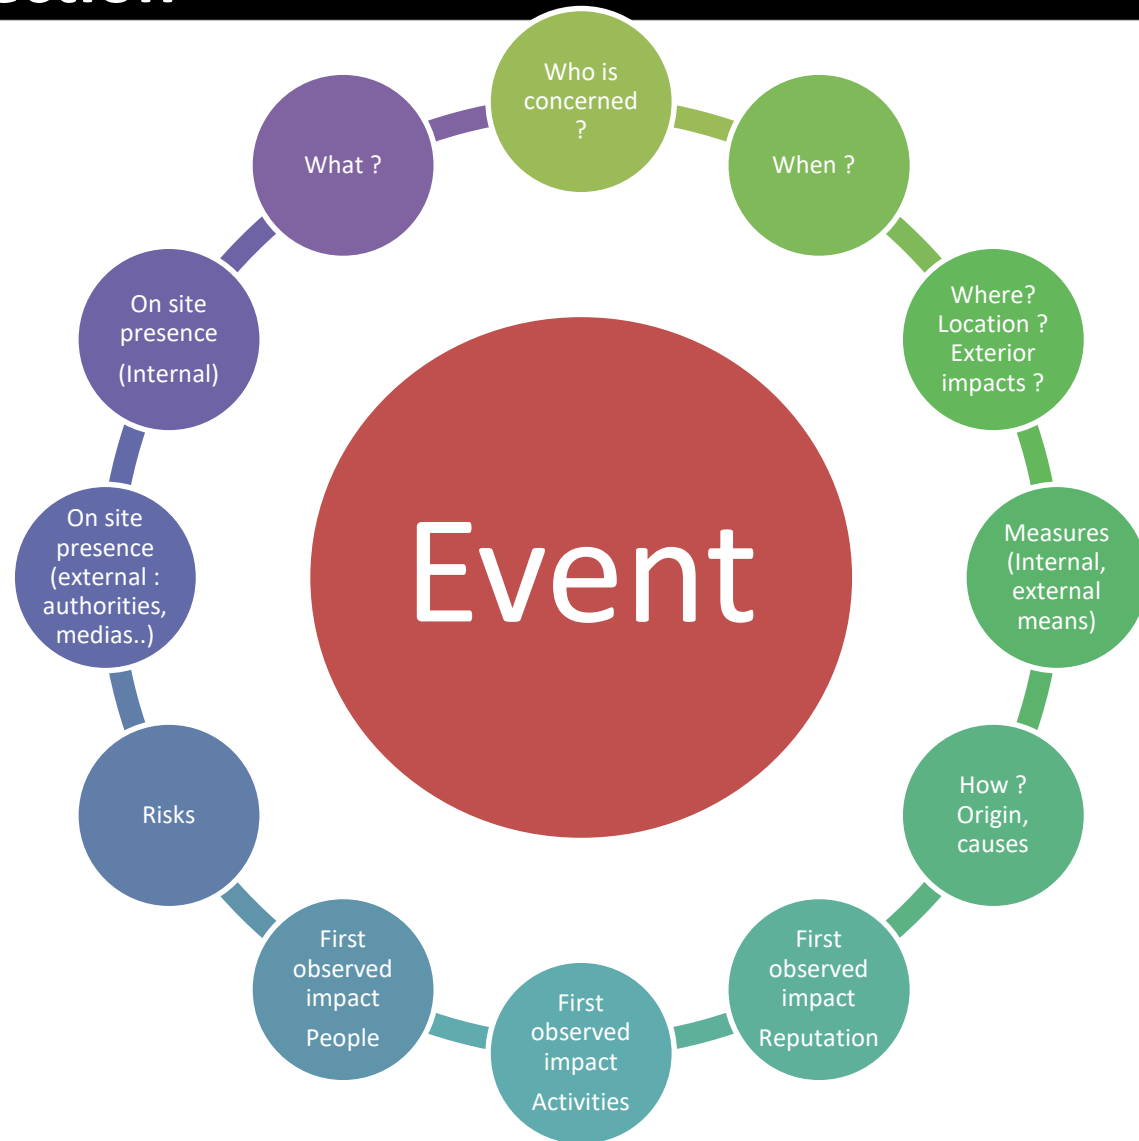 Who is
concerned
?
When ?
Where?
Location ?
Exterior
impacts ?
Measures
(Internal,
external
means)
How ?
Origin,
causes
First
observed
impact
Reputation
First
observed
impact
Activities
First
observed
impact
People
Risks
On site
presence
(external :
authorities,
medias..)
On site
presence
(Internal)
What ?
Event